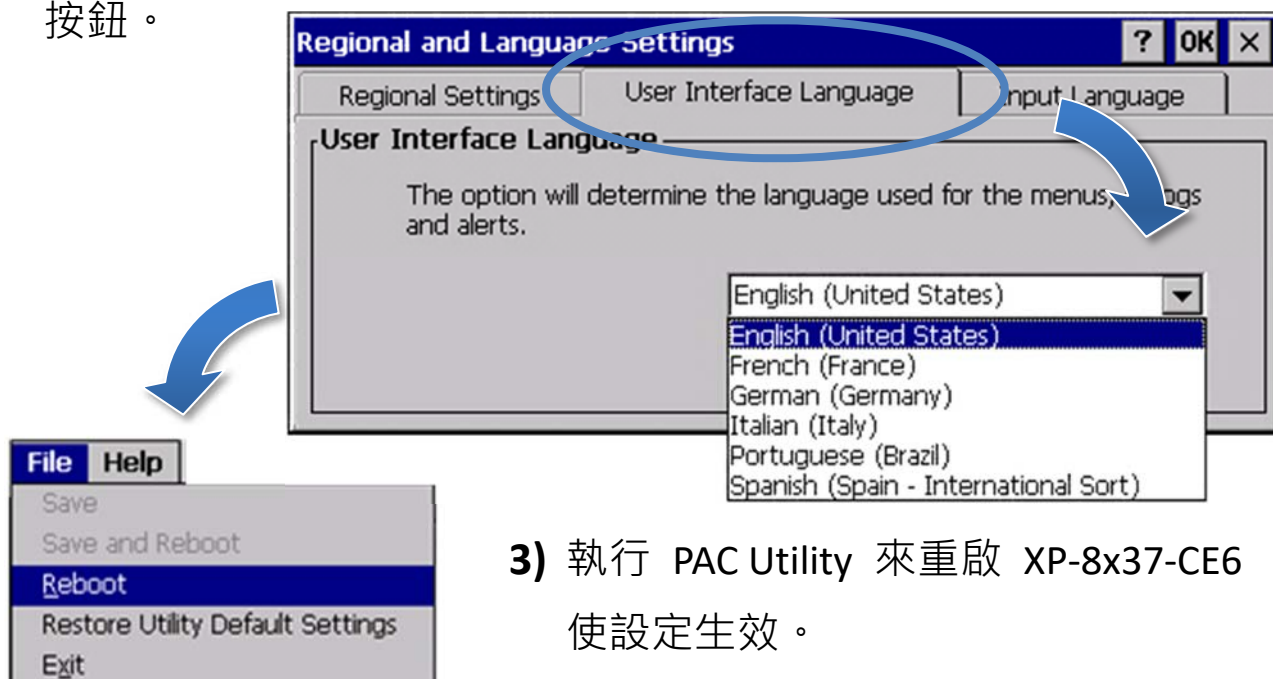 按鈕。
Regional and Language Settings ? OK ×
Regional Settings User Interface Language Input Language
User Interface Language
The option will determine the language used for the menus,
and alerts.
English (United States)
English (United States)
French (France)
German (Germany)
Italian (Italy)
Portuguese (Brazil)
Spanish (Spain - International Sort)
File Help
Save
Save and Reboot
Reboot
Restore Utility Default Settings
Exit
3) 執行 PAC Utility 來重啟 XP-8x37-CE6
使設定生效。